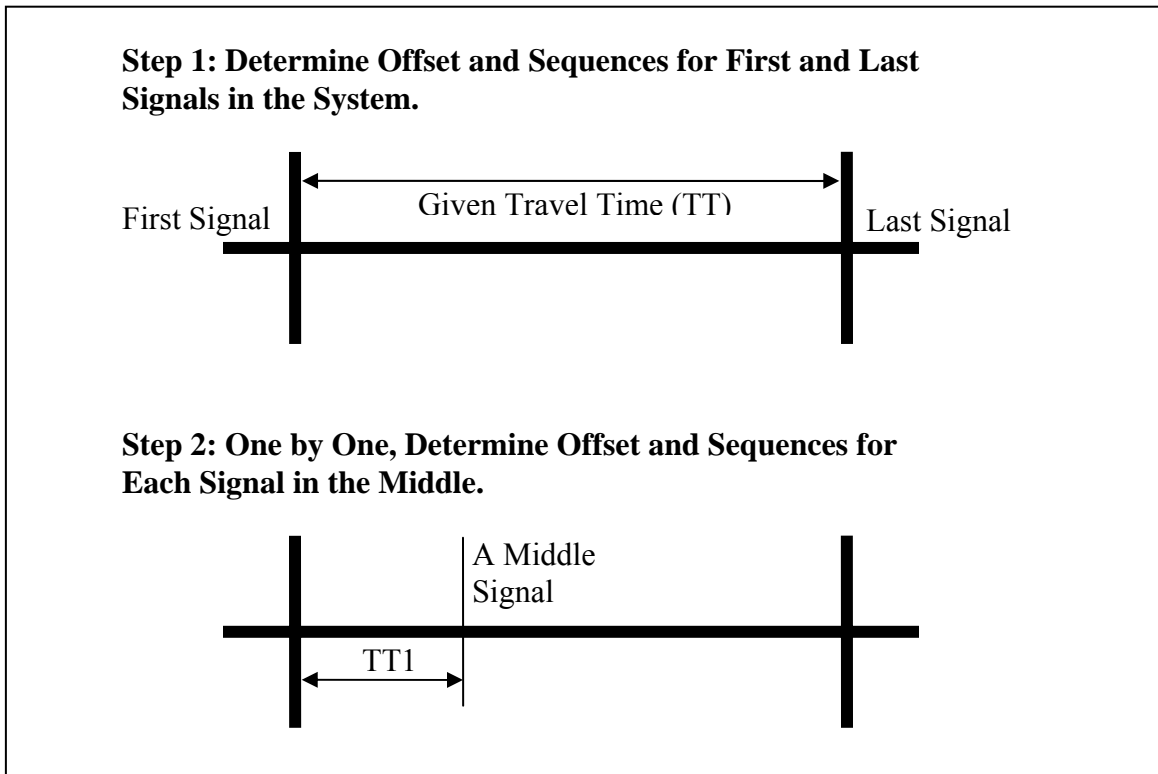 Step 1: Determine Offset and Sequences for First and Last
Signals in the System.
Given Travel Time (TT)
First Signal
Last Signal
Step 2: One by One, Determine Offset and Sequences for
Each Signal in the Middle.
A Middle
Signal
TT1